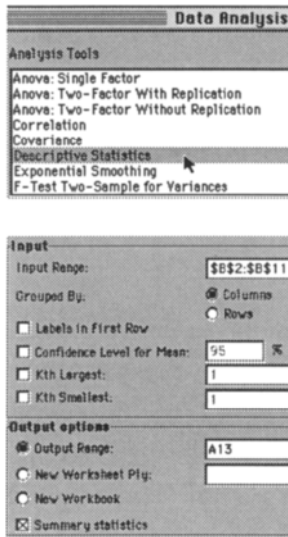 Data Analysis
Analysis Tools
Anova: Single Factor
Anova: Two-Factor With Replication
Anova: Two-Factor Without Replication
Correlation
Covariance
Descriptive Statistics
Exponential Smoothing
F-Test Two-Sample for Variances
Input
Input Range: $B$2:$B$11
Grouped By: Columns
Rows
Labels in First Row
Confidence Level for Mean: 95 %
Kth Largest: 1
Kth Smallest: 1
Output options
Output Range: A13
New Worksheet Ply:
New Workbook
Summary statistics